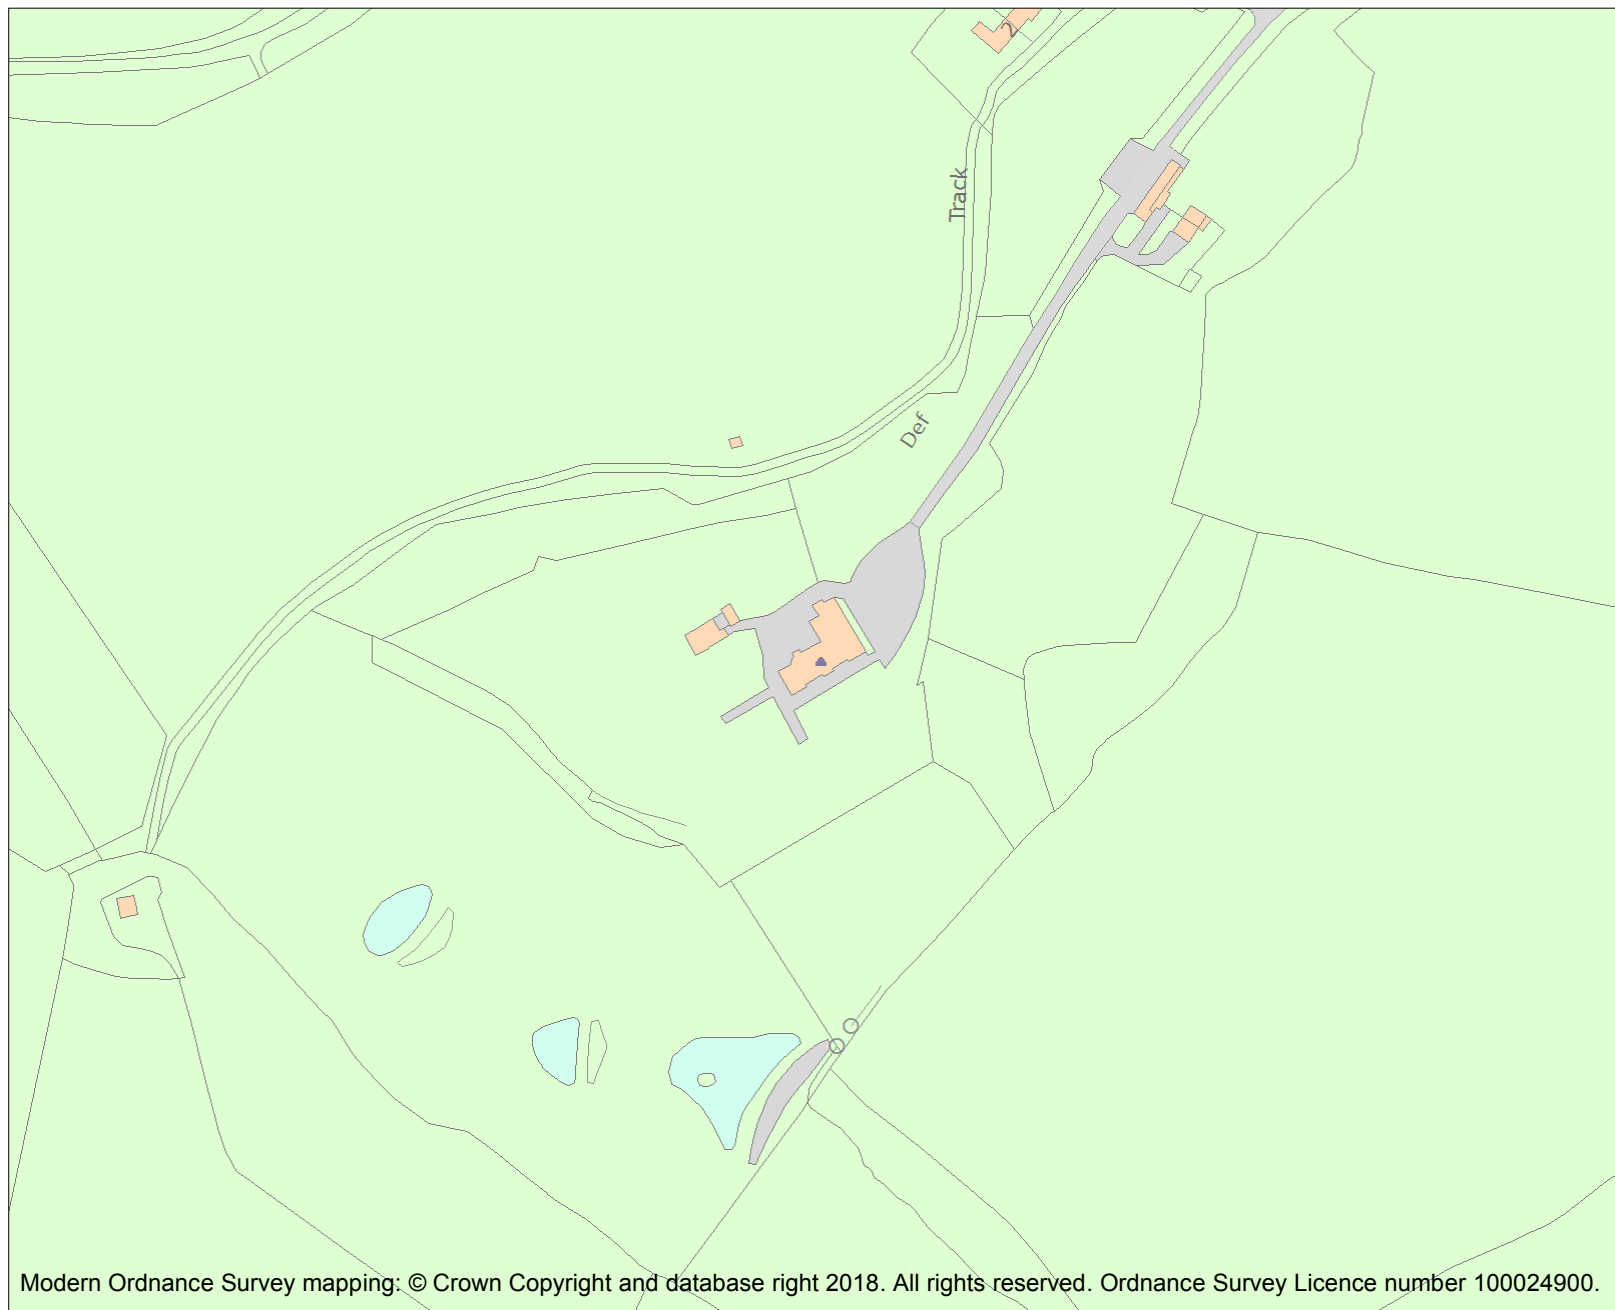 2
Track
Def
Modern Ordnance Survey mapping: © Crown Copyright and database right 2018. All rights reserved. Ordnance Survey Licence number 100024900.